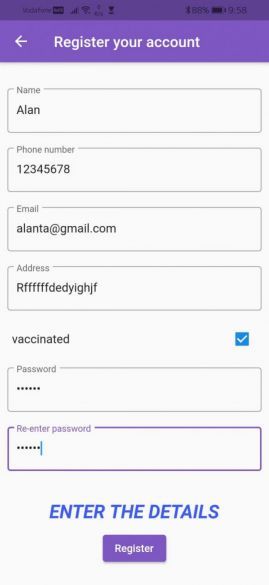 Vodafone 88% 9:58
Register your account
Name
Alan
Phone number
12345678
Email
alanta@gmail.com
Address
Rffffffdedyighjf
vaccinated
Password
••••••
Re-enter password
••••••
ENTER THE DETAILS
Register